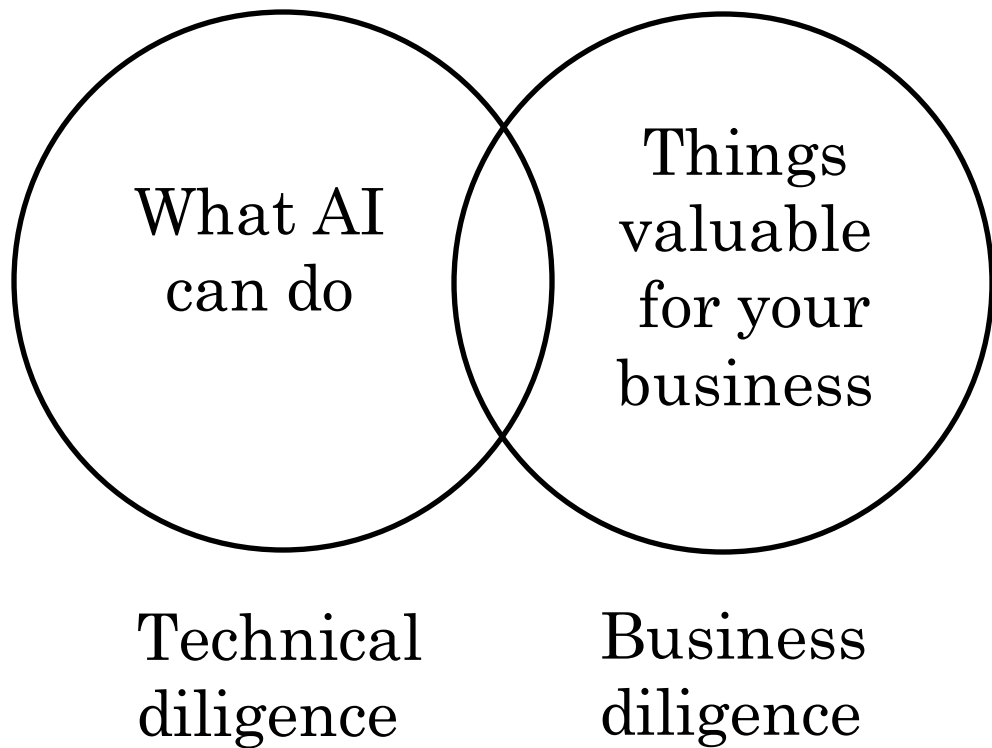 What AI
can do
Things
valuable
for your
business
Technical
diligence
Business
diligence